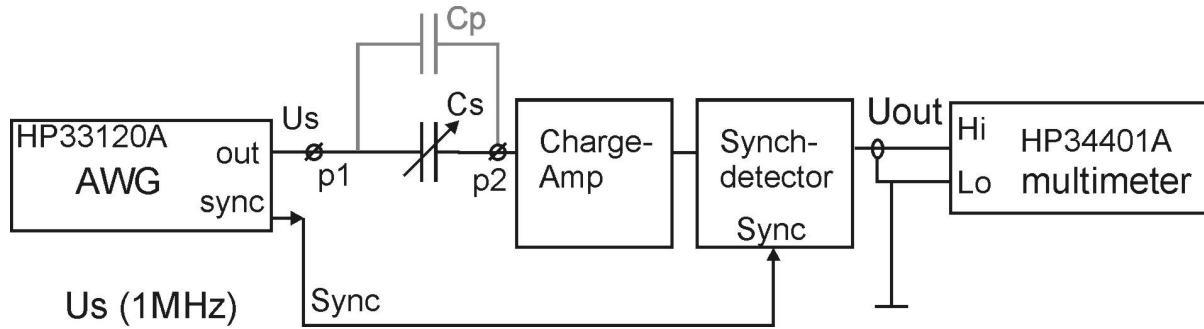 Cp
Us
Cs
p1
p2
HP33120A
AWG
out
sync
Charge-
Amp
Synch-
detector
Sync
Uout
Hi
Lo
HP34401A
multimeter
Us (1MHz)
Sync